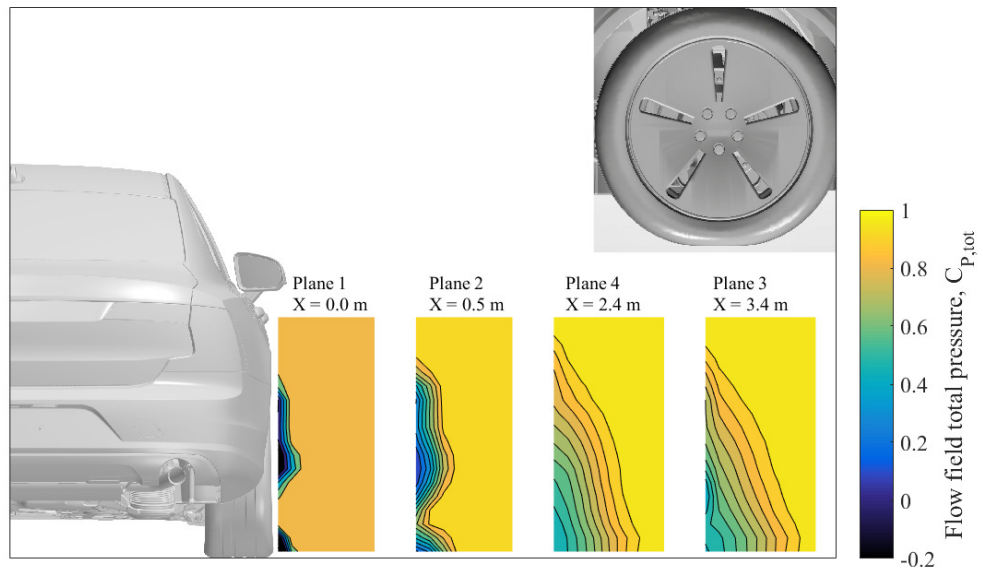 Plane 1
X = 0.0 m
Plane 2
X = 0.5 m
Plane 4
X = 2.4 m
Plane 3
X = 3.4 m
1
0.8
0.6
0.4
0.2
0
-0.2
Flow field total pressure, C_P,tot